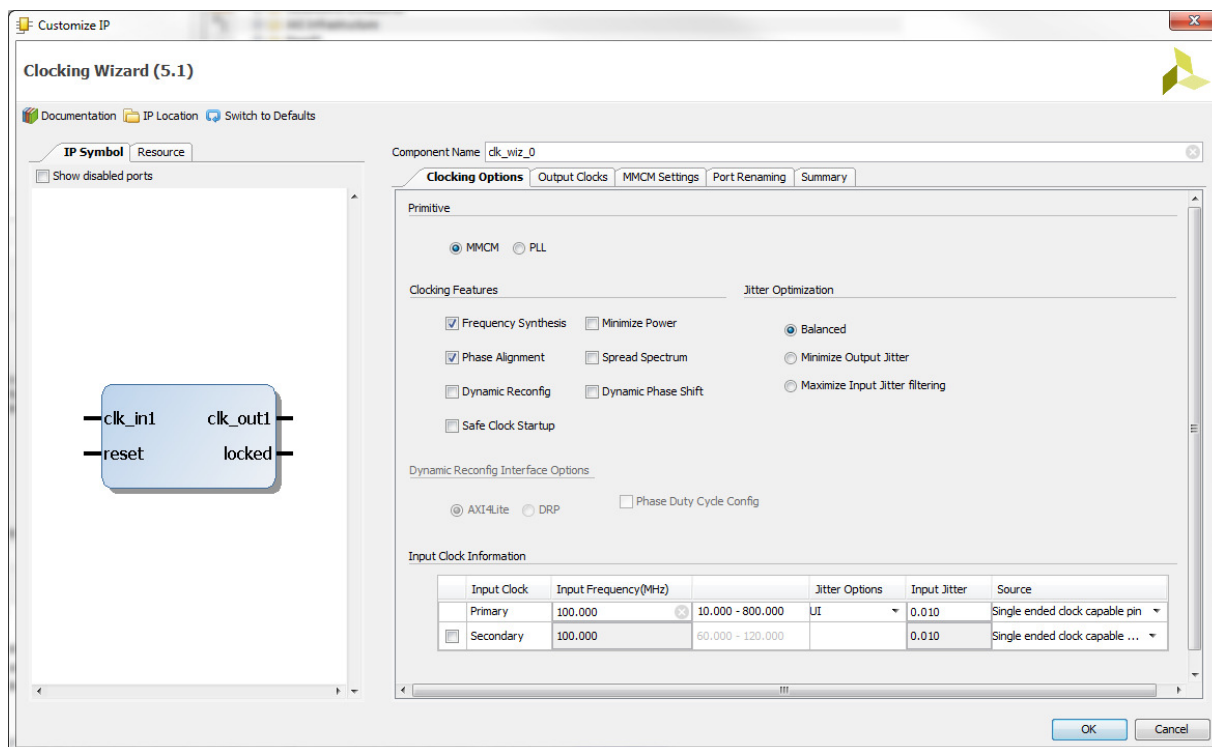 Customize IP
Clocking Wizard (5.1)
Documentation IP Location Switch to Defaults
IP Symbol Resource
Show disabled ports
clk_in1 clk_out1
reset locked
Component Name clk_wiz_0
Clocking Options Output Clocks MMCM Settings Port Renaming Summary
Primitive
MMCM PLL
Clocking Features Jitter Optimization
Frequency Synthesis Minimize Power Balanced
Phase Alignment Spread Spectrum Minimize Output Jitter
Dynamic Reconfig Dynamic Phase Shift Maximize Input Jitter filtering
Safe Clock Startup
Dynamic Reconfig Interface Options
AXI4Lite DRP Phase Duty Cycle Config
Input Clock Information
Input Clock Input Frequency(MHz) Jitter Options Input Jitter Source
Primary 100.000 10.000 - 800.000 UI 0.010 Single ended clock capable pin
Secondary 100.000 60.000 - 120.000 0.010 Single ended clock capable ...
OK Cancel